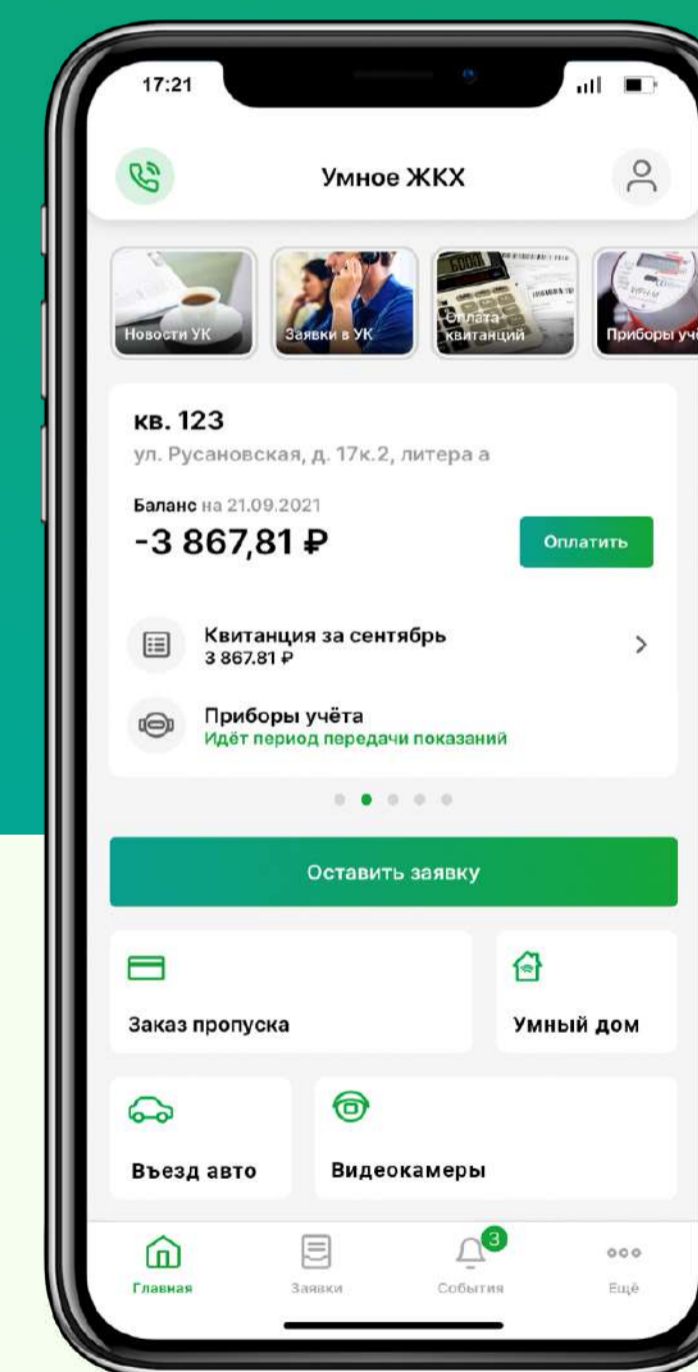 17:21
Умное ЖКХ
Новости УК
Заявки в УК
Оплата
квитанций
Приборы учё
кв. 123
ул. Русановская, д. 17к.2, литера а
Баланс на 21.09.2021
-3 867,81 ₽
Оплатить
Квитанция за сентябрь
3 867.81 ₽
Приборы учёта
Идёт период передачи показаний
Оставить заявку
Заказ пропуска
Умный дом
Въезд авто
Видеокамеры
3
Главная
Заявки
События
Ещё